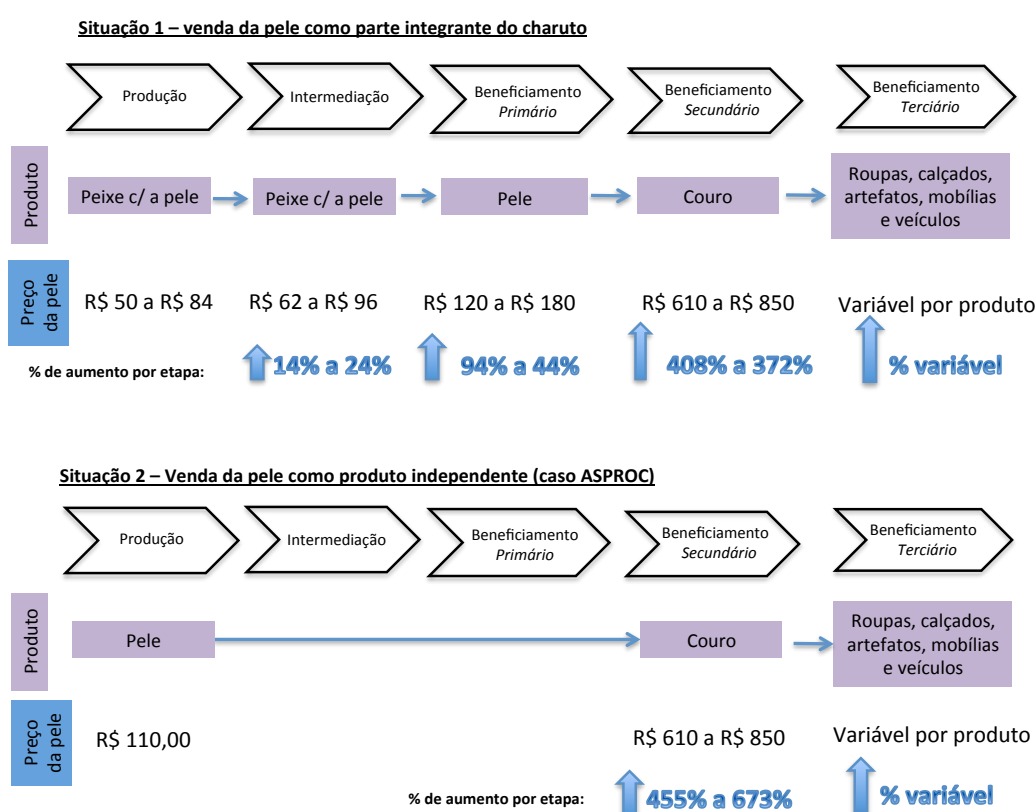 Situação 1 – venda da pele como parte integrante do charuto
Produção
Intermediação
Beneficiamento
Primário
Beneficiamento
Secundário
Beneficiamento
Terciário
Produto
Peixe c/ a pele
Peixe c/ a pele
Pele
Couro
Roupas, calçados,
artefatos, mobílias
e veículos
Preço
da pele
R$ 50 a R$ 84
R$ 62 a R$ 96
R$ 120 a R$ 180
R$ 610 a R$ 850
Variável por produto
% de aumento por etapa:
14% a 24%
94% a 44%
408% a 372%
% variável
Situação 2 – Venda da pele como produto independente (caso ASPROC)
Produção
Intermediação
Beneficiamento
Primário
Beneficiamento
Secundário
Beneficiamento
Terciário
Produto
Pele
Couro
Roupas, calçados,
artefatos, mobílias
e veículos
Preço
da pele
R$ 110,00
R$ 610 a R$ 850
Variável por produto
% de aumento por etapa:
455% a 673%
% variável